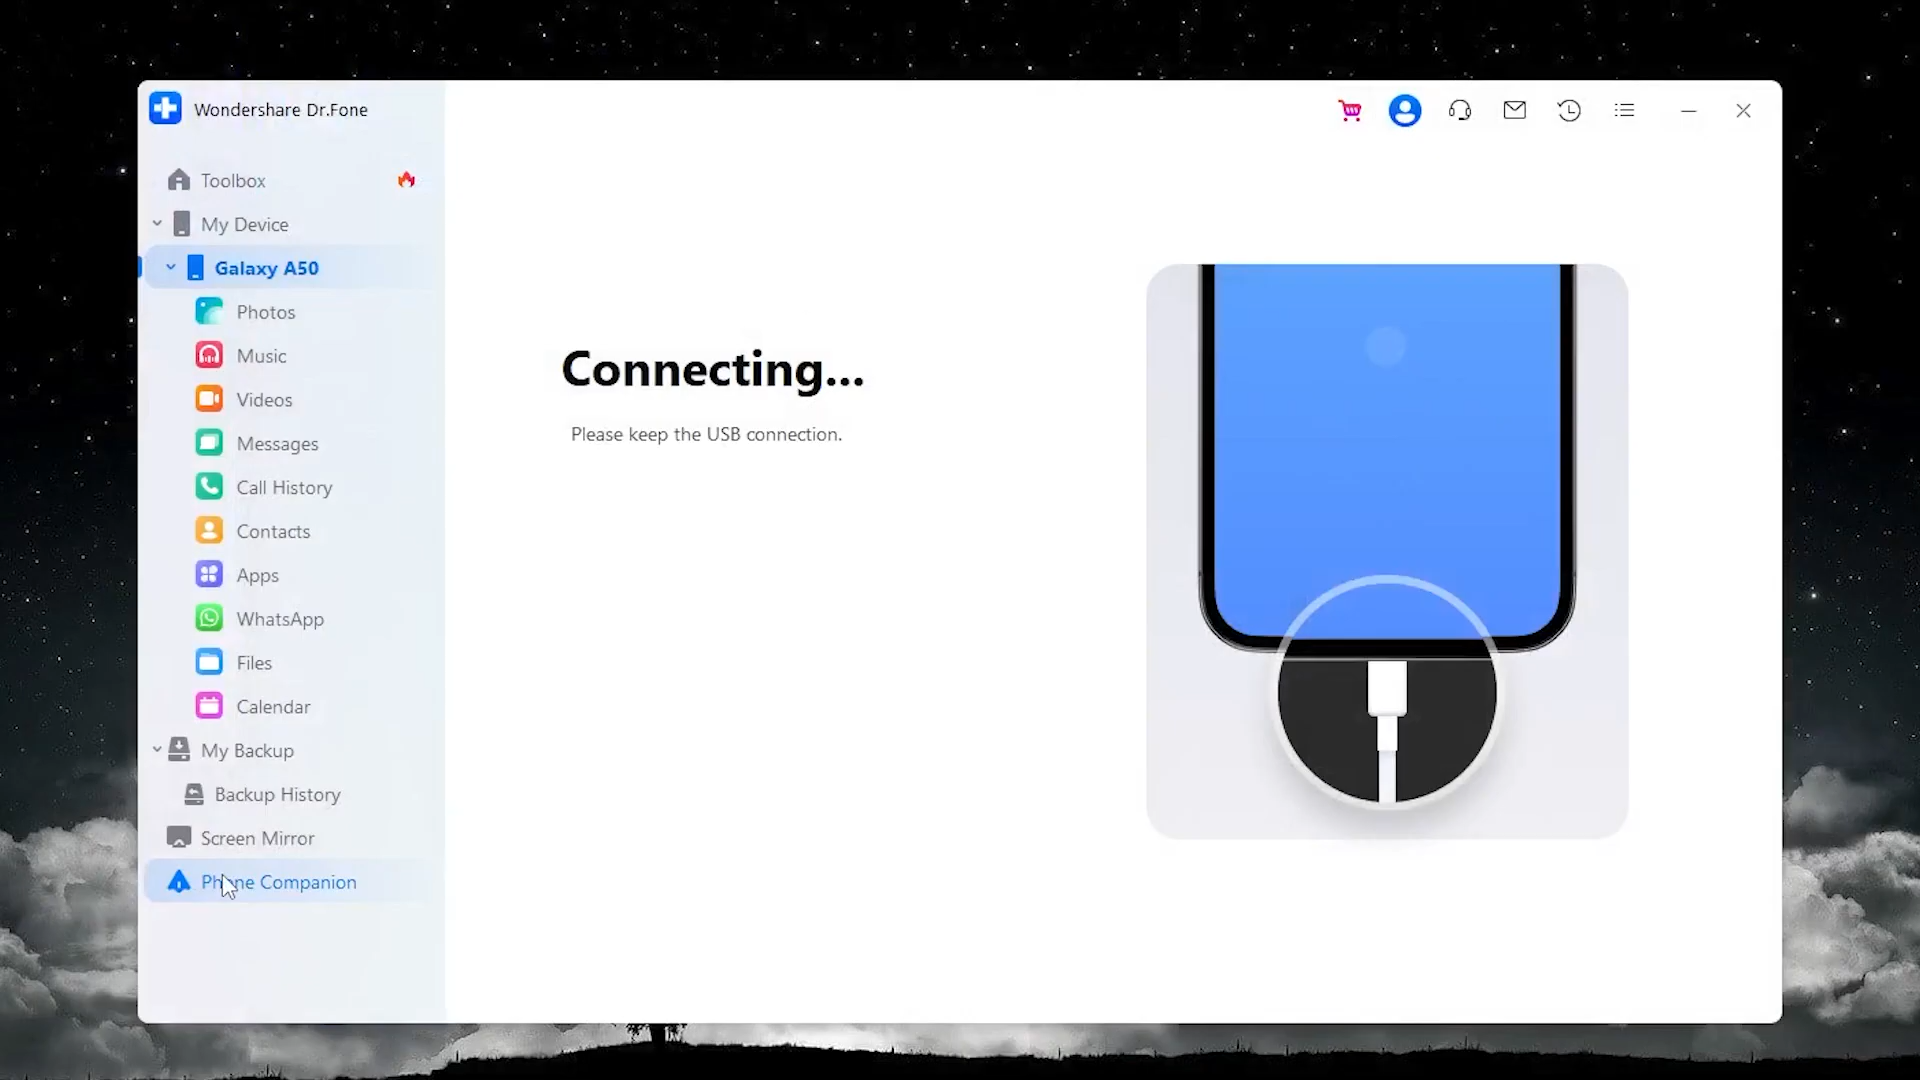 Wondershare Dr.Fone
Toolbox
My Device
Galaxy A50
Photos
Music
Videos
Messages
Call History
Contacts
Apps
WhatsApp
Files
Calendar
My Backup
Backup History
Screen Mirror
Phone Companion
Connecting...
Please keep the USB connection.